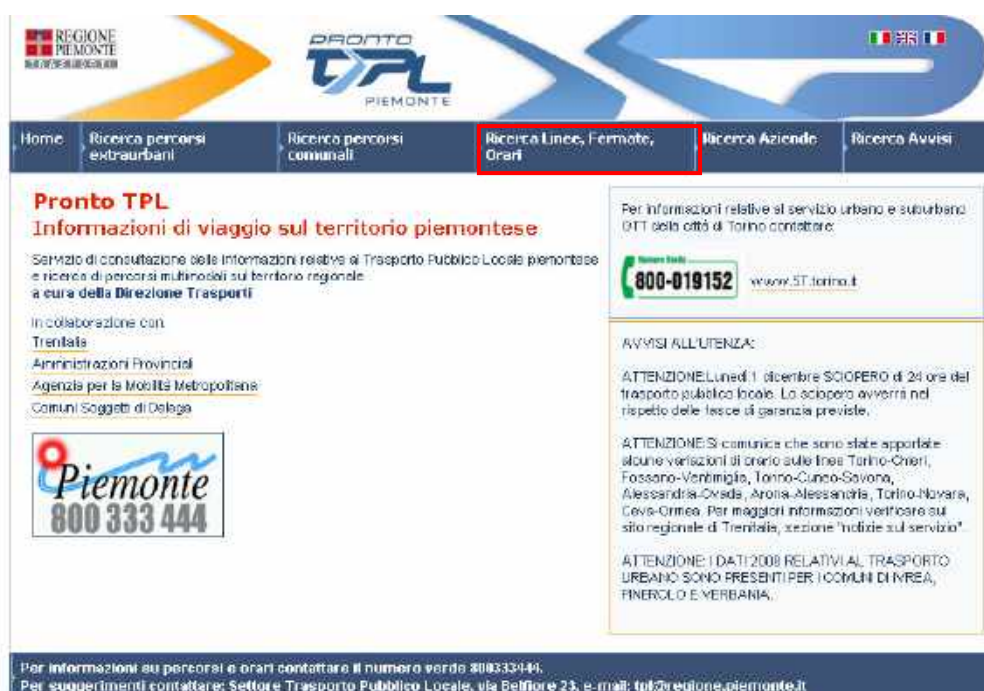 REGIONE
PIEMONTE
TRASPORTI
PRONTO
TPL
PIEMONTE
Home
Ricerca percorsi
extraurbani
Ricerca percorsi
comunali
Ricerca Linee, Fermate,
Orari
Ricerca Aziende
Ricerca Avvisi
Pronto TPL
Informazioni di viaggio sul territorio piemontese
Servizio di consultazione delle informazioni relative al Trasporto Pubblico Locale piemontese
e ricerca di percorsi multimodali sul territorio regionale
a cura della Direzione Trasporti
In collaborazione con
Trenitalia
Amministrazioni Provinciali
Agenzia per la Mobilità Metropolitana
Comuni Soggetti di Delega
Piemonte
800 333 444
Per informazioni relative al servizio urbano e suburbano
GTT della città di Torino contattare:
Numero Verde
800-019152
www.5T.torino.it
AVVISI ALL'UTENZA:
ATTENZIONE:Lunedì 1 dicembre SCIOPERO di 24 ore del
trasporto pubblico locale. Lo sciopero avverrà nel
rispetto delle fasce di garanzia previste.
ATTENZIONE:Si comunica che sono state apportate
alcune variazioni di orario sulle linee Torino-Chieri,
Fossano-Ventimiglia, Torino-Cuneo-Savona,
Alessandria-Ovada, Arona-Alessandria, Torino-Novara,
Ceva-Ormea. Per maggiori informazioni verificare sul
sito regionale di Trenitalia, sezione "notizie sul servizio".
ATTENZIONE: I DATI 2008 RELATIVI AL TRASPORTO
URBANO SONO PRESENTI PER I COMUNI DI IVREA,
PINEROLO E VERBANIA.
Per informazioni su percorsi e orari contattare il numero verde 800333444.
Per suggerimenti contattare: Settore Trasporto Pubblico Locale, via Belfiore 23, e-mail: tpl@regione.piemonte.it